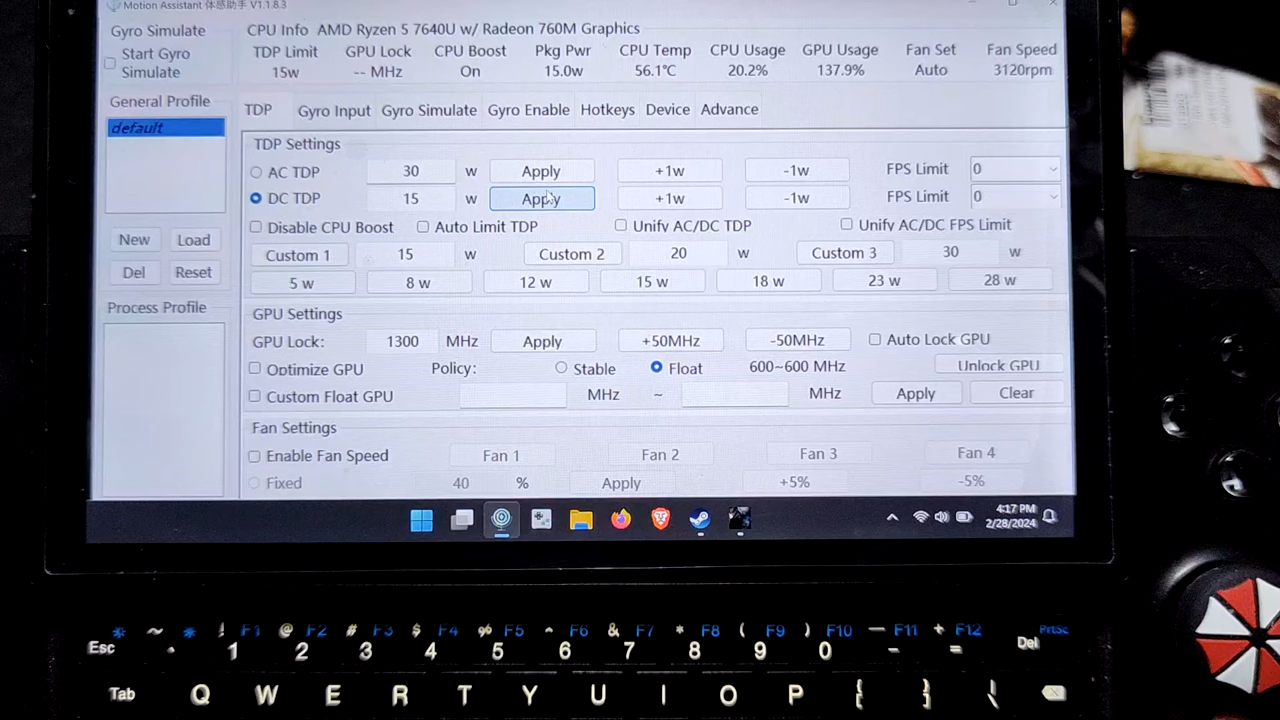 Motion Assistant 体感助手 V1.1.8.3
Gyro Simulate
Start Gyro
Simulate
General Profile
default
New Load
Del Reset
Process Profile
CPU Info AMD Ryzen 5 7640U w/ Radeon 760M Graphics
TDP Limit GPU Lock CPU Boost Pkg Pwr CPU Temp CPU Usage GPU Usage Fan Set Fan Speed
15w -- MHz On 15.0w 56.1℃ 20.2% 137.9% Auto 3120rpm
TDP Gyro Input Gyro Simulate Gyro Enable Hotkeys Device Advance
TDP Settings
AC TDP 30 w Apply +1w -1w FPS Limit 0
DC TDP 15 w Apply +1w -1w FPS Limit 0
Disable CPU Boost Auto Limit TDP Unify AC/DC TDP Unify AC/DC FPS Limit
Custom 1 15 w Custom 2 20 w Custom 3 30 w
5 w 8 w 12 w 15 w 18 w 23 w 28 w
GPU Settings
GPU Lock: 1300 MHz Apply +50MHz -50MHz Auto Lock GPU
Optimize GPU Policy: Stable Float 600~600 MHz Unlock GPU
Custom Float GPU MHz ~ MHz Apply Clear
Fan Settings
Enable Fan Speed Fan 1 Fan 2 Fan 3 Fan 4
Fixed 40 % Apply +5% -5%
4:17 PM
2/28/2024
~ ! F1 @ F2 # F3 $ F4 % F5 ^ F6 & F7 * F8 ( F9 ) F10 — F11 + F12 PrtSc
Esc 1 2 3 4 5 6 7 8 9 0 - = Del
Tab Q W E R T Y U I O P { } \